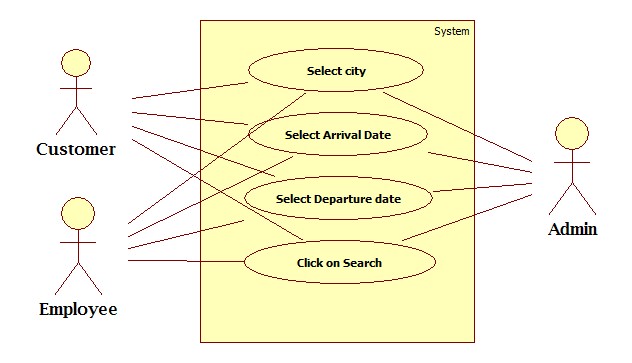 System
Select city
Customer
Select Arrival Date
Select Departure date
Admin
Click on Search
Employee